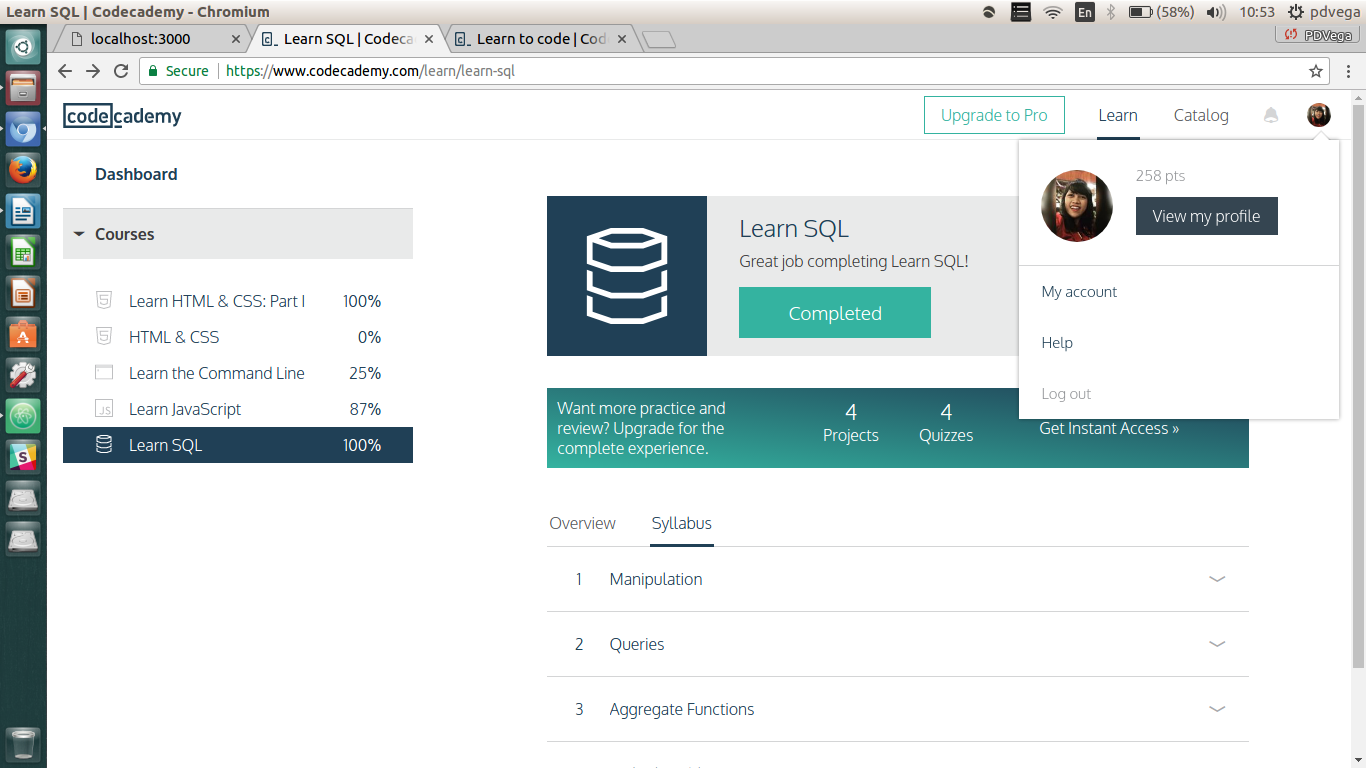 Learn SQL | Codecademy - Chromium
En
(58%)
10:53
pdvega
localhost:3000
Learn SQL | Codeca
Learn to code | Cod
PDVega
Secure
https://www.codecademy.com/learn/learn-sql
codecademy
Upgrade to Pro
Learn
Catalog
Dashboard
Courses
Learn HTML & CSS: Part I 100%
HTML & CSS 0%
Learn the Command Line 25%
JS Learn JavaScript 87%
Learn SQL 100%
Learn SQL
Great job completing Learn SQL!
Completed
258 pts
View my profile
My account
Help
Log out
Want more practice and
review? Upgrade for the
complete experience.
4
Projects
4
Quizzes
Get Instant Access »
Overview
Syllabus
1 Manipulation
2 Queries
3 Aggregate Functions